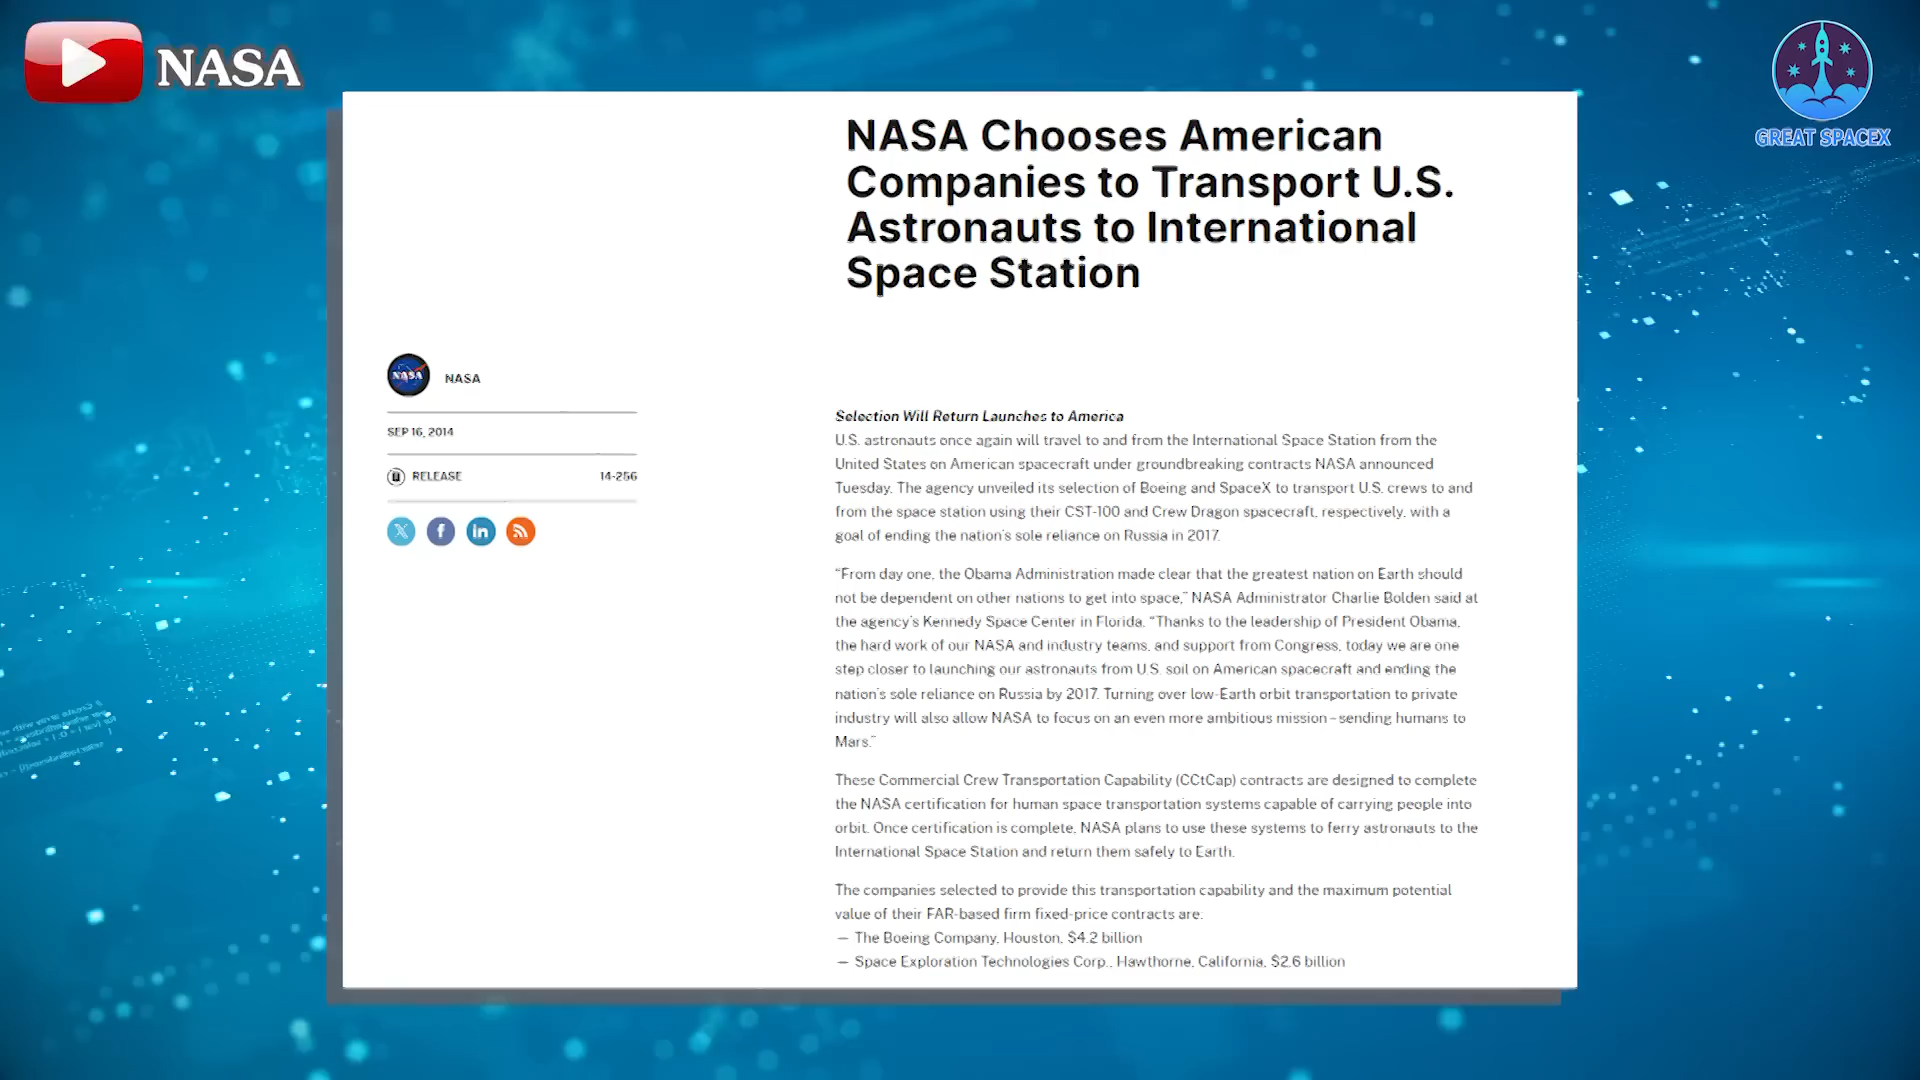 NASA
GREAT SPACEX
NASA Chooses American
Companies to Transport U.S.
Astronauts to International
Space Station
NASA
NASA
SEP 16, 2014
RELEASE 14-256
Selection Will Return Launches to America
U.S. astronauts once again will travel to and from the International Space Station from the
United States on American spacecraft under groundbreaking contracts NASA announced
Tuesday. The agency unveiled its selection of Boeing and SpaceX to transport U.S. crews to and
from the space station using their CST-100 and Crew Dragon spacecraft, respectively, with a
goal of ending the nation's sole reliance on Russia in 2017.
“From day one, the Obama Administration made clear that the greatest nation on Earth should
not be dependent on other nations to get into space,” NASA Administrator Charlie Bolden said at
the agency's Kennedy Space Center in Florida. “Thanks to the leadership of President Obama,
the hard work of our NASA and industry teams, and support from Congress, today we are one
step closer to launching our astronauts from U.S. soil on American spacecraft and ending the
nation's sole reliance on Russia by 2017. Turning over low-Earth orbit transportation to private
industry will also allow NASA to focus on an even more ambitious mission – sending humans to
Mars.”
These Commercial Crew Transportation Capability (CCtCap) contracts are designed to complete
the NASA certification for human space transportation systems capable of carrying people into
orbit. Once certification is complete, NASA plans to use these systems to ferry astronauts to the
International Space Station and return them safely to Earth.
The companies selected to provide this transportation capability and the maximum potential
value of their FAR-based firm fixed-price contracts are:
— The Boeing Company, Houston, $4.2 billion
— Space Exploration Technologies Corp., Hawthorne, California, $2.6 billion